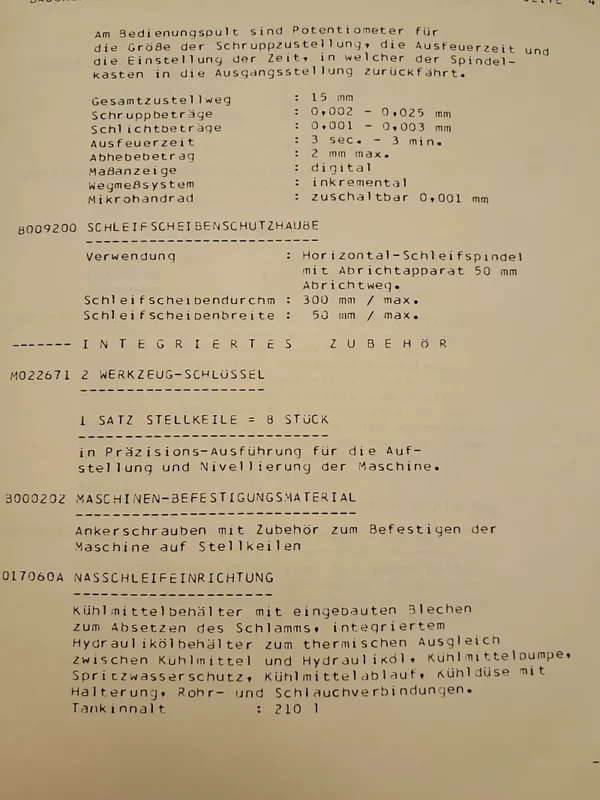 SEITE 4
Am Bedienungspult sind Potentiometer für
die Größe der Schruppzustellung, die Ausfeuerzeit und
die Einstellung der Zeit, in welcher der Spindel-
kasten in die Ausgangsstellung zurückfährt.
Gesamtzustellweg : 15 mm
Schruppbeträge : 0,002 - 0,025 mm
Schlichtbeträge : 0,001 - 0,003 mm
Ausfeuerzeit : 3 sec. - 3 min.
Abhebebetrag : 2 mm max.
Maßanzeige : digital
Wegmeßsystem : inkremental
Mikrohandrad : zuschaltbar 0,001 mm
B009200 SCHLEIFSCHEIBENSCHUTZHAUBE
----------------------------
Verwendung : Horizontal-Schleifspindel
mit Abrichtapparat 50 mm
Abrichtweg.
Schleifscheibendurchm : 300 mm / max.
Schleifscheibenbreite : 50 mm / max.
------- I N T E G R I E R T E S   Z U B E H Ö R
M022671 2 WERKZEUG-SCHLÜSSEL
----------------------
1 SATZ STELLKEILE = 8 STÜCK
------------------------------
in Präzisions-Ausführung für die Auf-
stellung und Nivellierung der Maschine.
B000202 MASCHINEN-BEFESTIGUNGSMATERIAL
--------------------------------
Ankerschrauben mit Zubehör zum Befestigen der
Maschine auf Stellkeilen
017060A NASSCHLEIFEINRICHTUNG
----------------------
Kühlmittelbehälter mit eingebauten Blechen
zum Absetzen des Schlamms, integriertem
Hydraulikölbehälter zum thermischen Ausgleich
zwischen Kühlmittel und Hydrauliköl, Kühlmittelpumpe,
Spritzwasserschutz, Kühlmittelablauf, Kühldüse mit
Halterung, Rohr- und Schlauchverbindungen.
Tankinhalt : 210 l